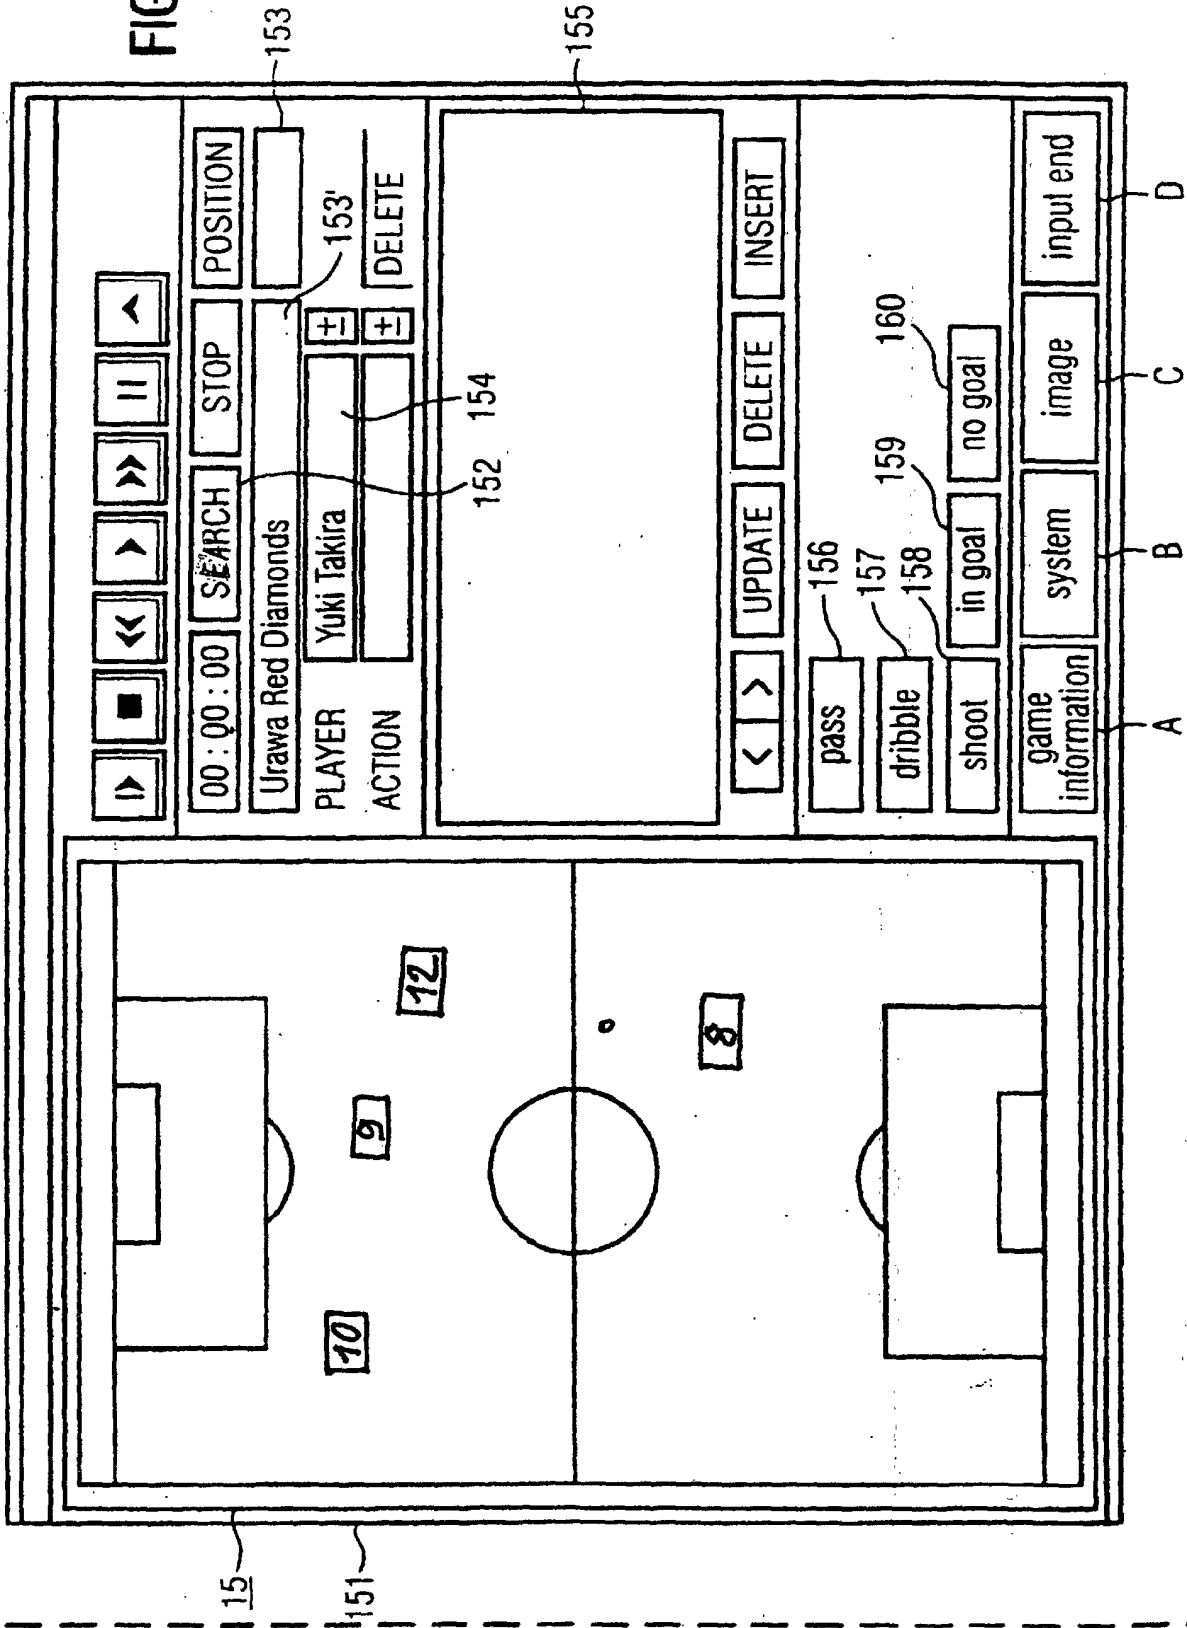 FIG
00 : 00 : 00 SEARCH STOP POSITION
153
Urawa Red Diamonds
153'
PLAYER Yuki Takira ±
ACTION ± DELETE
152
154
155
< > UPDATE DELETE INSERT
pass 156
dribble 157
158
shoot in goal 159 no goal 160
game information system image input end
A B C D
15
151
10 9 12
8